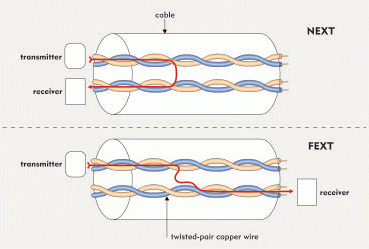 cable
NEXT
transmitter
receiver
FEXT
transmitter
receiver
twisted-pair copper wire